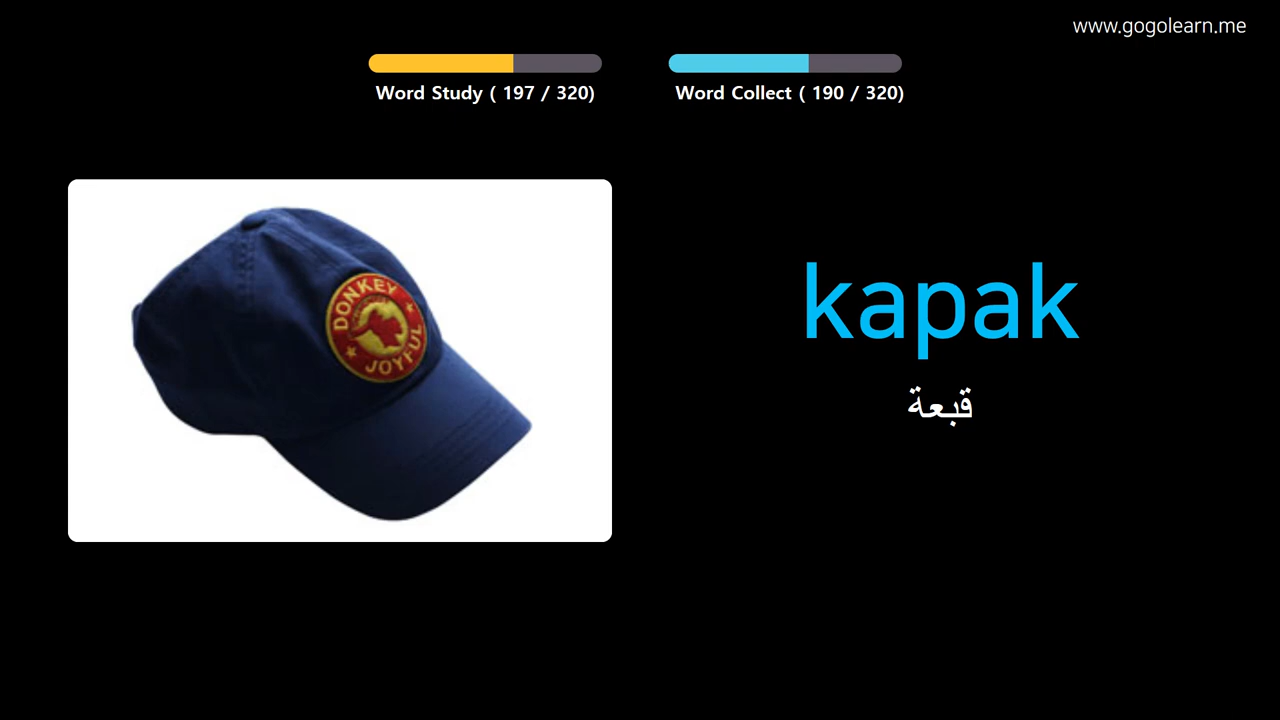 www.gogolearn.me
Word Study ( 197 / 320)
Word Collect ( 190 / 320)
DONKEY
JOYFUL
kapak
قبعة